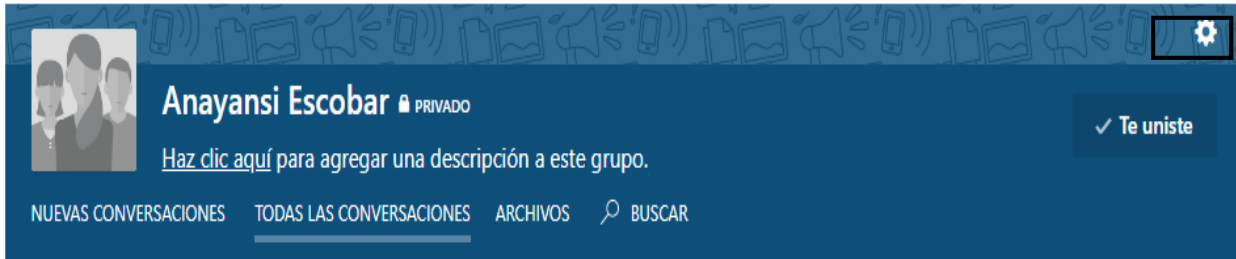 Anayansi Escobar PRIVADO
✓ Te uniste
Haz clic aquí para agregar una descripción a este grupo.
NUEVAS CONVERSACIONES TODAS LAS CONVERSACIONES ARCHIVOS BUSCAR